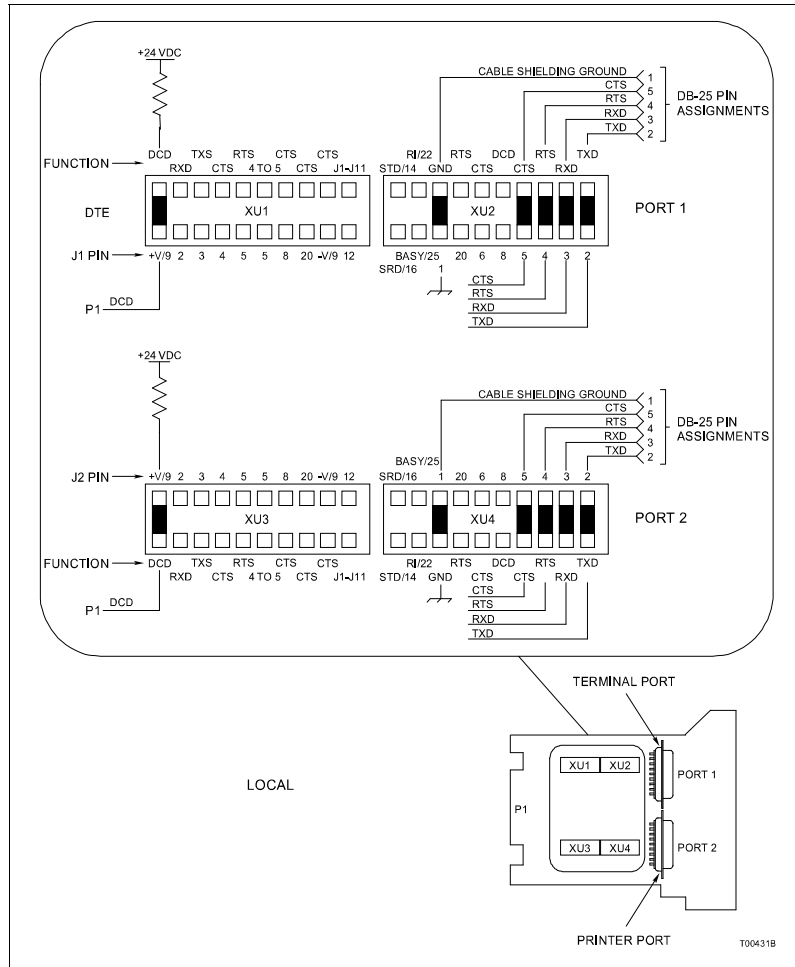 +24 VDC
CABLE SHIELDING GROUND 1
CTS 5
RTS 4
RXD 3
TXD 2
DB-25 PIN
ASSIGNMENTS
DCD TXS RTS CTS CTS RI/22 RTS DCD RTS TXD
FUNCTION RXD CTS 4 TO 5 CTS J1-J11 STD/14 GND CTS CTS RXD
DTE XU1 XU2 PORT 1
J1 PIN +V/9 2 3 4 5 5 8 20 -V/9 12 BASY/25 20 6 8 5 4 3 2
SRD/16 1
CTS
RTS
RXD
TXD
P1 DCD
+24 VDC
CABLE SHIELDING GROUND 1
CTS 5
RTS 4
RXD 3
TXD 2
DB-25 PIN
ASSIGNMENTS
BASY/25
J2 PIN +V/9 2 3 4 5 5 8 20 -V/9 12 SRD/16 1 20 6 8 5 4 3 2
XU3 XU4 PORT 2
FUNCTION DCD TXS RTS CTS CTS RI/22 RTS DCD RTS TXD
RXD CTS 4 TO 5 CTS J1-J11 STD/14 GND CTS CTS RXD
CTS
RTS
RXD
TXD
P1 DCD
TERMINAL PORT
LOCAL
XU1 XU2 PORT 1
P1
XU3 XU4 PORT 2
PRINTER PORT
T00431B